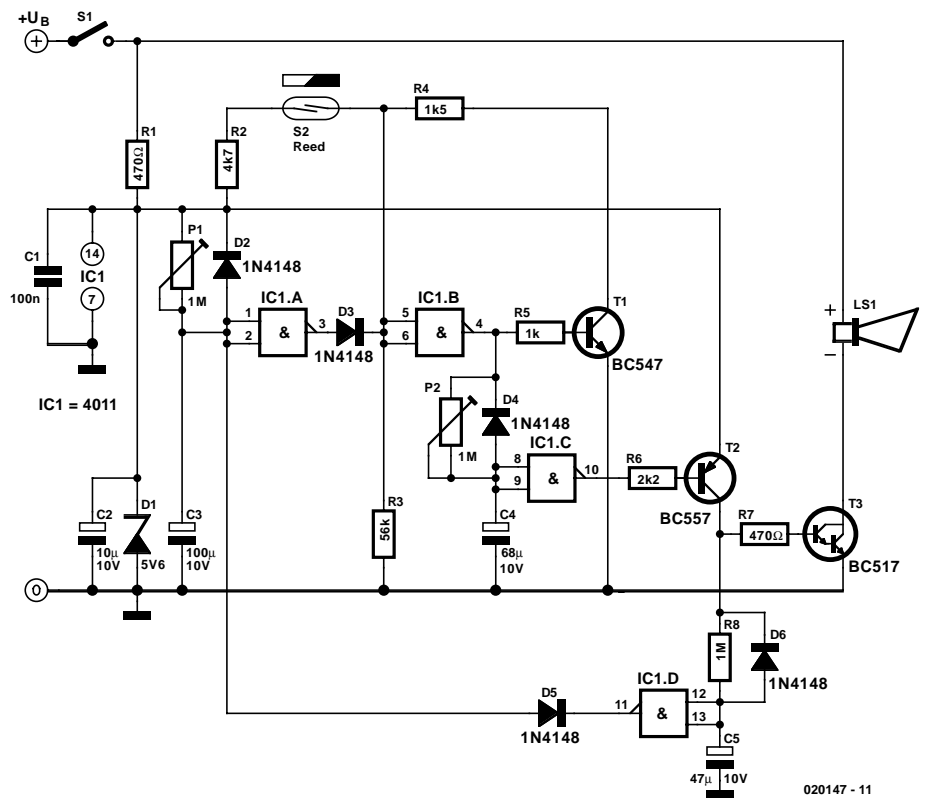 +UB
S1
R4
1k5
S2
Reed
R1
470Ω
R2
4k7
P1
1M
D2
1N4148
C1
100n
14
IC1
7
IC1.A
1
2
&
3
D3
1N4148
IC1.B
5
6
&
4
R5
1k
T1
BC547
+
LS1
–
IC1 = 4011
P2
1M
D4
1N4148
IC1.C
8
9
&
10
R6
2k2
T2
BC557
R7
470Ω
T3
BC517
C2
10µ
10V
D1
5V6
C3
100µ
10V
R3
56k
C4
68µ
10V
0
R8
1M
D6
1N4148
IC1.D
D5
1N4148
11
&
12
13
C5
47µ
10V
020147 - 11